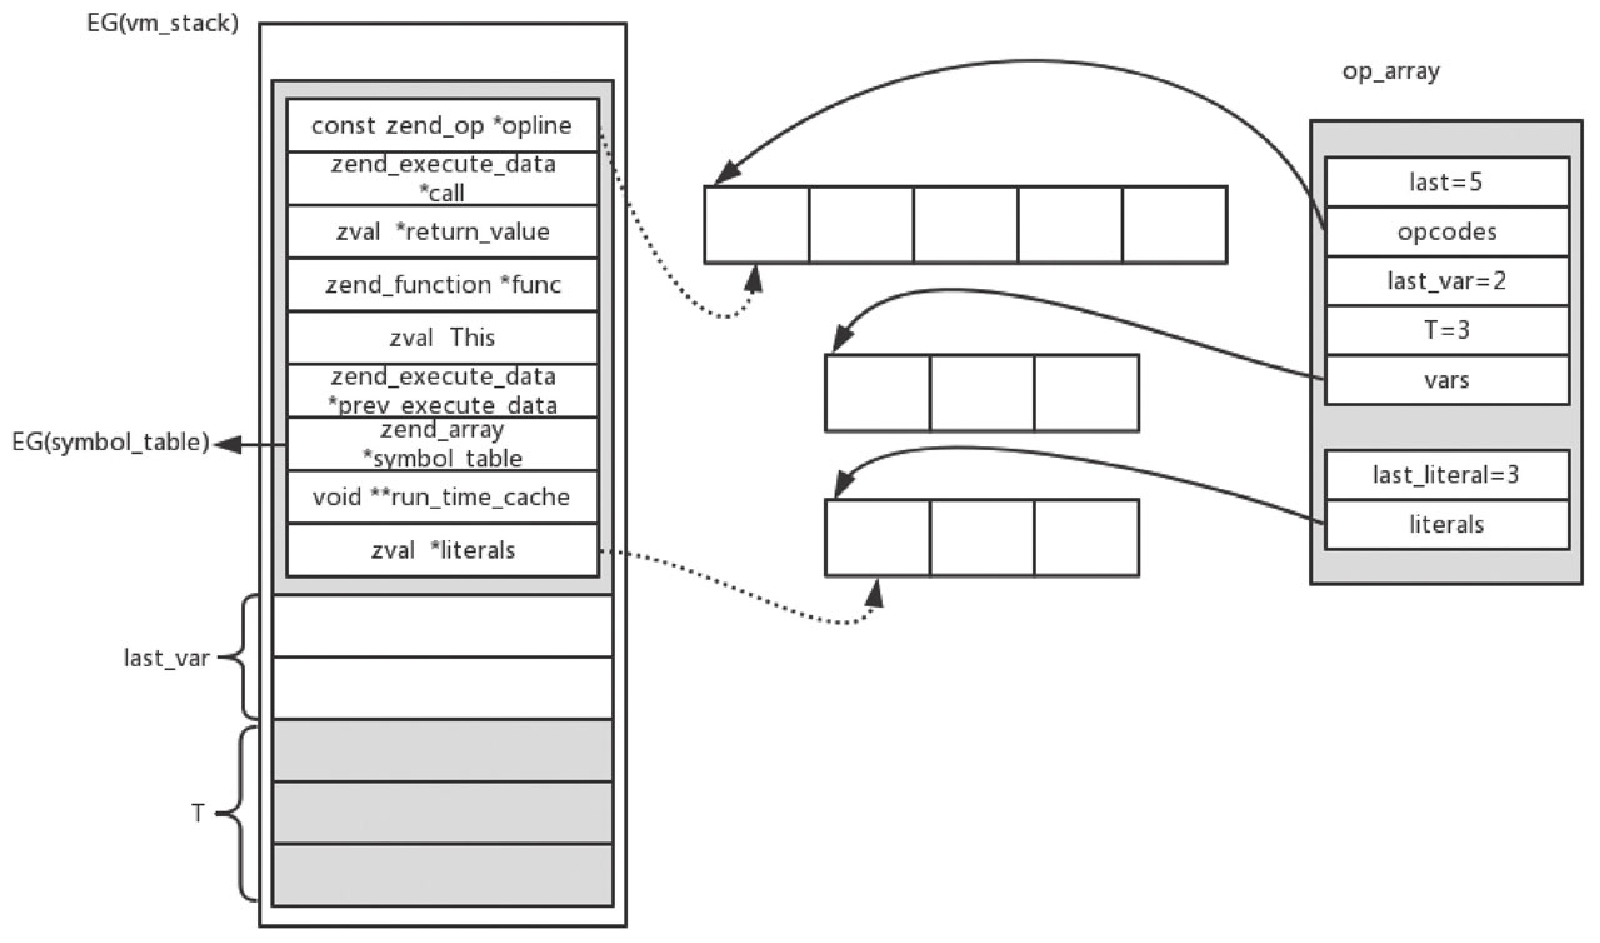 EG(vm_stack)
const zend_op *opline
zend_execute_data
*call
zval *return_value
zend_function *func
zval This
zend_execute_data
*prev_execute_data
zend_array
*symbol_table
void **run_time_cache
zval *literals
EG(symbol_table)
last_var
T
op_array
last=5
opcodes
last_var=2
T=3
vars
last_literal=3
literals